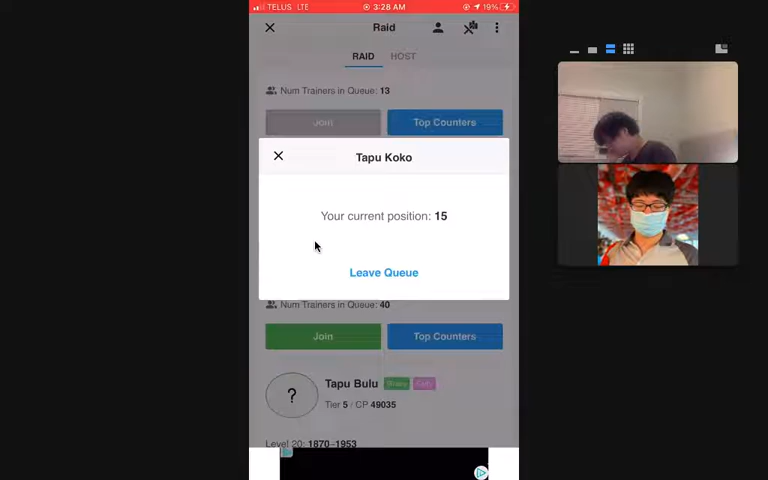 TELUS LTE 3:28 AM 19%
Raid
RAID HOST
Num Trainers in Queue: 13
Join Top Counters
Tapu Koko
Your current position: 15
Leave Queue
Num Trainers in Queue: 40
Join Top Counters
?
Tapu Bulu
Tier 5 / CP 49035
Level 20: 1870-1953